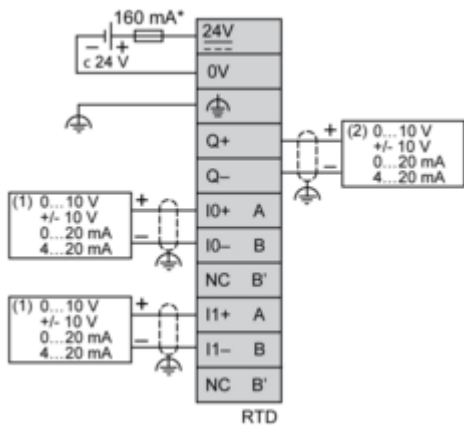 160 mA*
24V
– +
c 24 V
0V
Q+
+ (2) 0...10 V
+/- 10 V
0...20 mA
– 4...20 mA
Q–
(1) 0...10 V +
+/- 10 V
0...20 mA
4...20 mA –
I0+ A
I0– B
NC B'
(1) 0...10 V +
+/- 10 V
0...20 mA
4...20 mA –
I1+ A
I1– B
NC B'
RTD